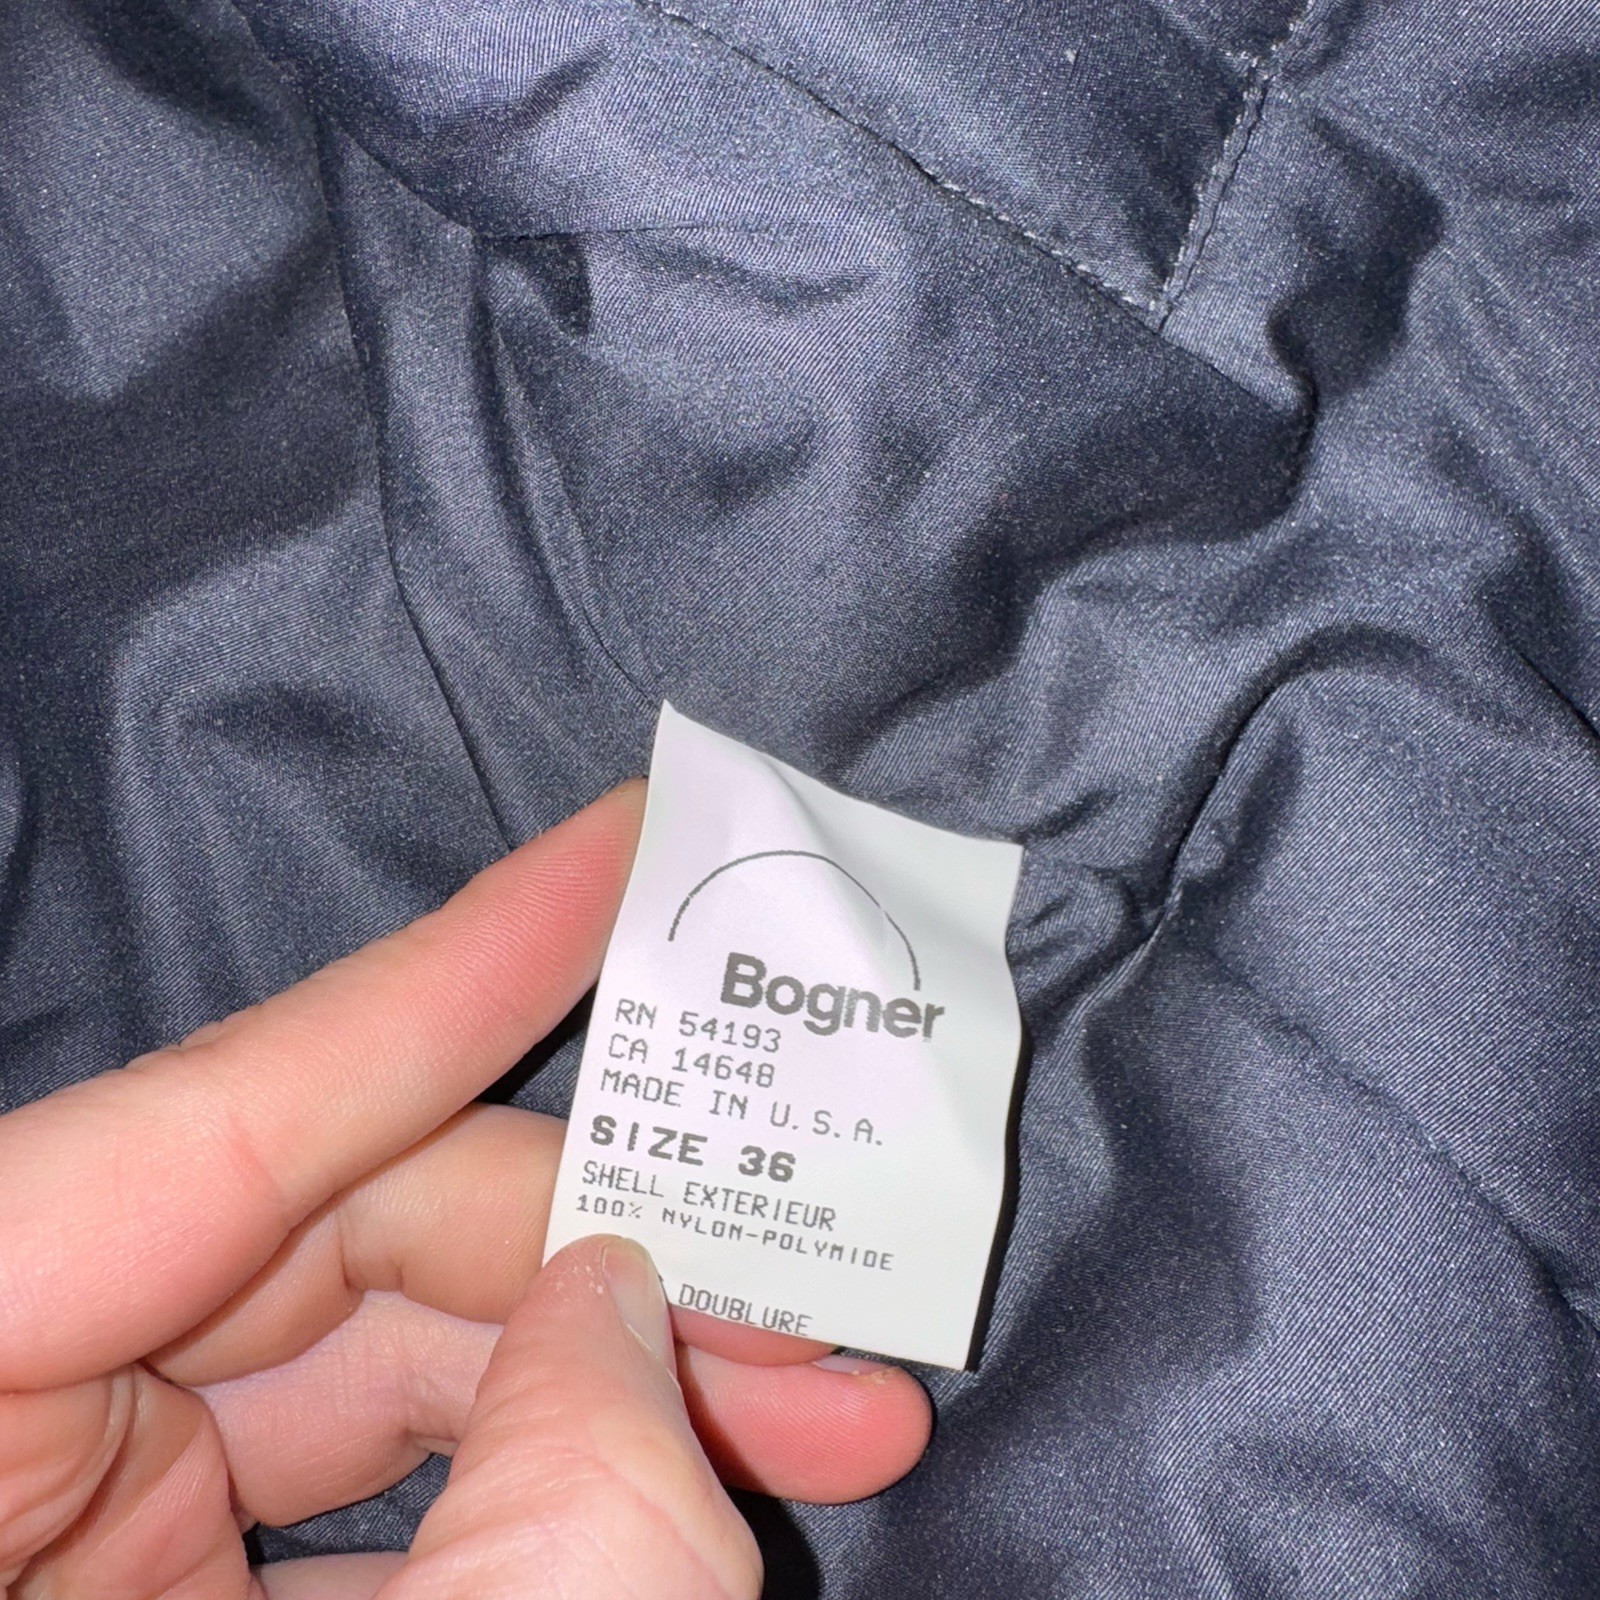 Bogner
RN 54193
CA 14648
MADE IN U.S.A.
SIZE 36
SHELL EXTERIEUR
100% NYLON-POLYMIDE
DOUBLURE